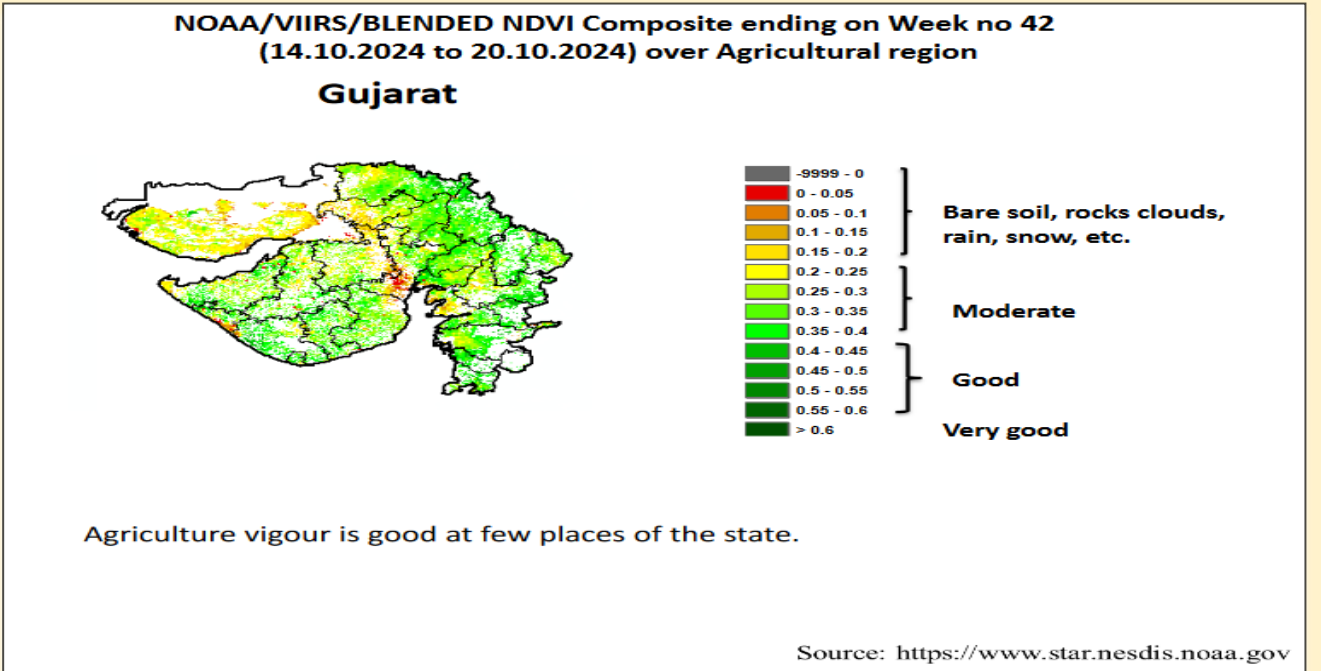 NOAA/VIIRS/BLENDED NDVI Composite ending on Week no 42
(14.10.2024 to 20.10.2024) over Agricultural region
Gujarat
-9999 - 0
0 - 0.05
0.05 - 0.1
0.1 - 0.15
0.15 - 0.2
0.2 - 0.25
0.25 - 0.3
0.3 - 0.35
0.35 - 0.4
0.4 - 0.45
0.45 - 0.5
0.5 - 0.55
0.55 - 0.6
> 0.6
Bare soil, rocks clouds,
rain, snow, etc.
Moderate
Good
Very good
Agriculture vigour is good at few places of the state.
Source: https://www.star.nesdis.noaa.gov